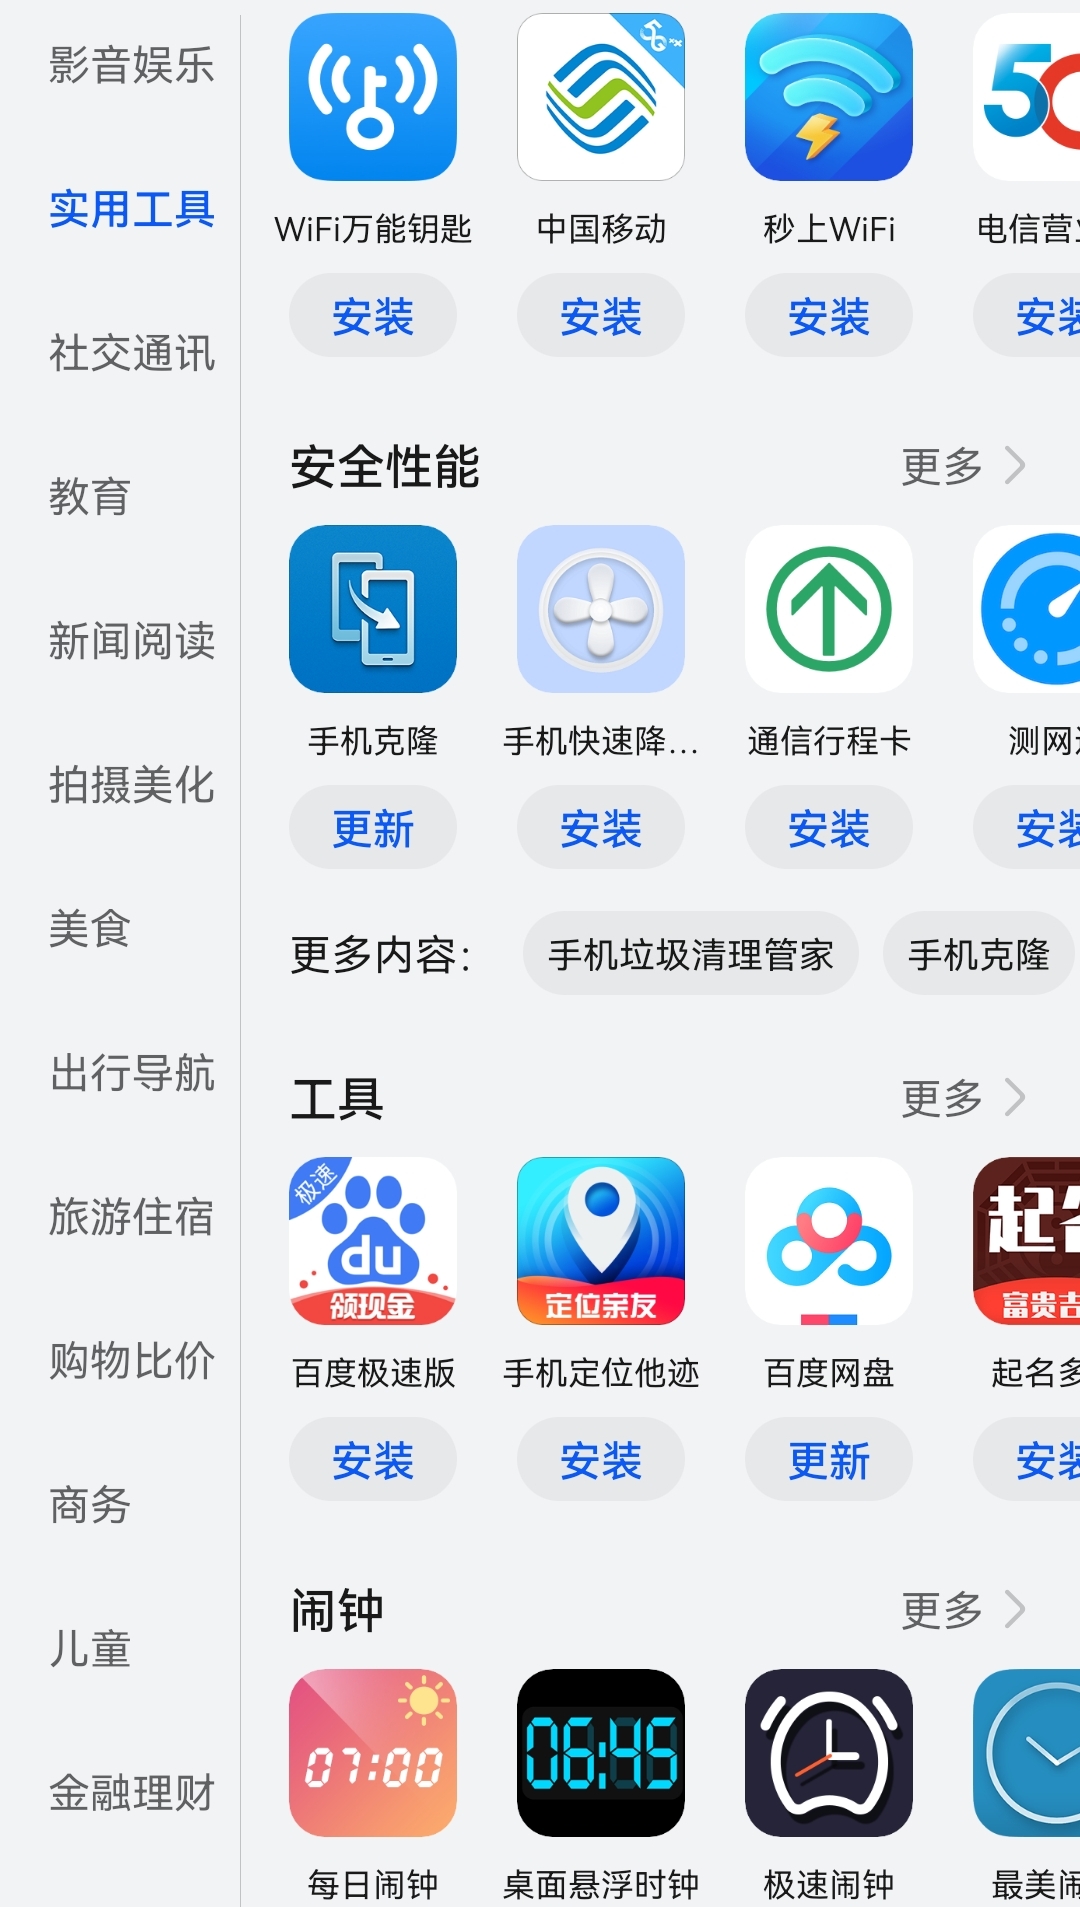 影音娱乐
实用工具
社交通讯
教育
新闻阅读
拍摄美化
美食
出行导航
旅游住宿
购物比价
商务
儿童
金融理财
5G
5
WiFi万能钥匙 中国移动 秒上WiFi 电信营
安装 安装 安装 安装
安全性能 更多
手机克隆 手机快速降... 通信行程卡 测网
更新 安装 安装 安装
更多内容: 手机垃圾清理管家 手机克隆
工具 更多
极速
du
领现金
定位亲友
起名
富贵吉
百度极速版 手机定位他迹 百度网盘 起名多
安装 安装 更新 安装
闹钟 更多
07:00
06:45
每日闹钟 桌面悬浮时钟 极速闹钟 最美闹